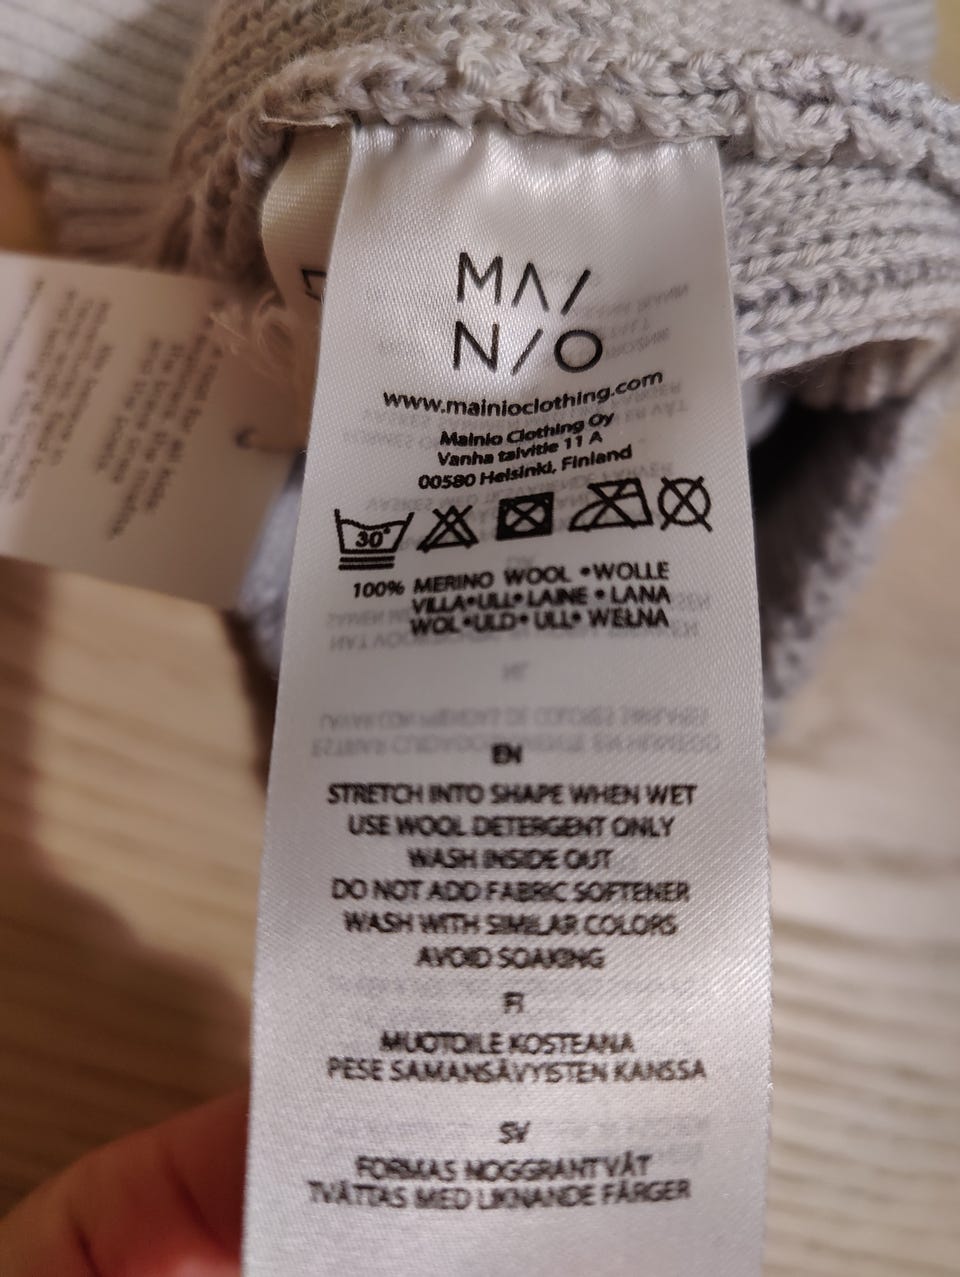 MAI
NIO
www.mainioclothing.com
Mainio Clothing Oy
Vanha talvitie 11 A
00580 Helsinki, Finland
30°
100% MERINO WOOL • WOLLE
VILLA • ULL • LAINE • LANA
WOL • ULD • ULL • WEŁNA
EN
STRETCH INTO SHAPE WHEN WET
USE WOOL DETERGENT ONLY
WASH INSIDE OUT
DO NOT ADD FABRIC SOFTENER
WASH WITH SIMILAR COLORS
AVOID SOAKING
FI
MUOTOILE KOSTEANA
PESE SAMANSÄVYISTEN KANSSA
SV
FORMAS NOGGRANT VÅT
TVÄTTAS MED LIKNANDE FÄRGER